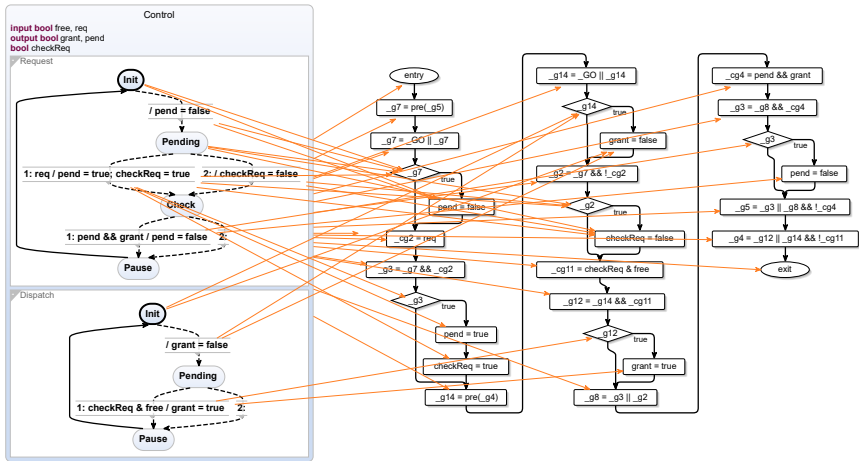 Control
input bool free, req
output bool grant, pend
bool checkReq
Request
Init
/ pend = false
Pending
1: req / pend = true; checkReq = true
2: / checkReq = false
Check
1: pend && grant / pend = false
2:
Pause
Dispatch
Init
/ grant = false
Pending
1: checkReq & free / grant = true
2:
Pause
entry
_g7 = pre(_g5)
_g7 = _GO || _g7
_g7
true
pend = false
_cg2 = req
_g3 = _g7 && _cg2
_g3
true
pend = true
checkReq = true
_g14 = pre(_g4)
_g14 = _GO || _g14
_g14
true
grant = false
_g2 = _g7 && !_cg2
_g2
true
checkReq = false
_cg11 = checkReq & free
_g12 = _g14 && _cg11
_g12
true
grant = true
_g8 = _g3 || _g2
_cg4 = pend && grant
_g3 = _g8 && _cg4
_g3
true
pend = false
_g5 = _g3 || _g8 && !_cg4
_g4 = _g12 || _g14 && !_cg11
exit